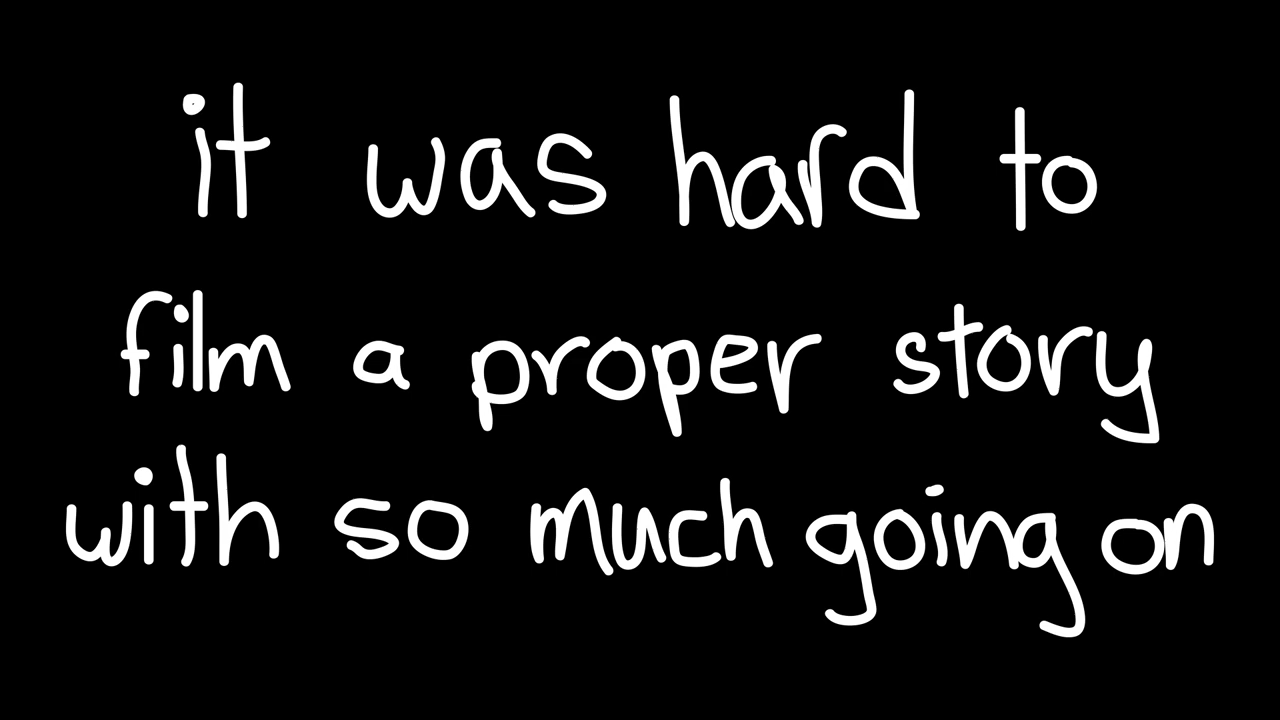 it was hard to
film a proper story
with so much going on